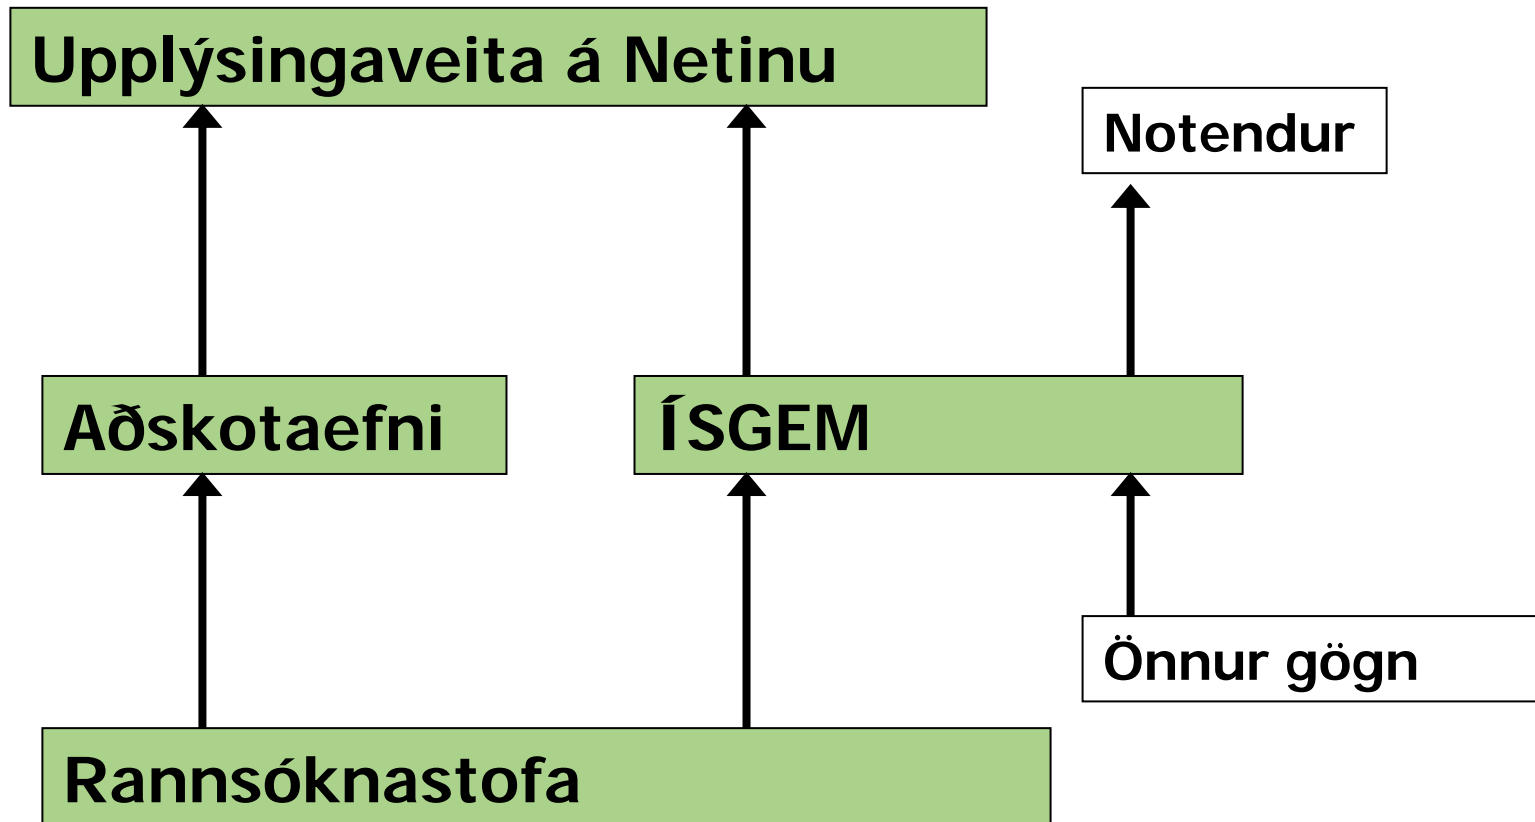 Upplýsingaveita á Netinu
Notendur
Aðskotaefni
ÍSGEM
Önnur gögn
Rannsóknastofa